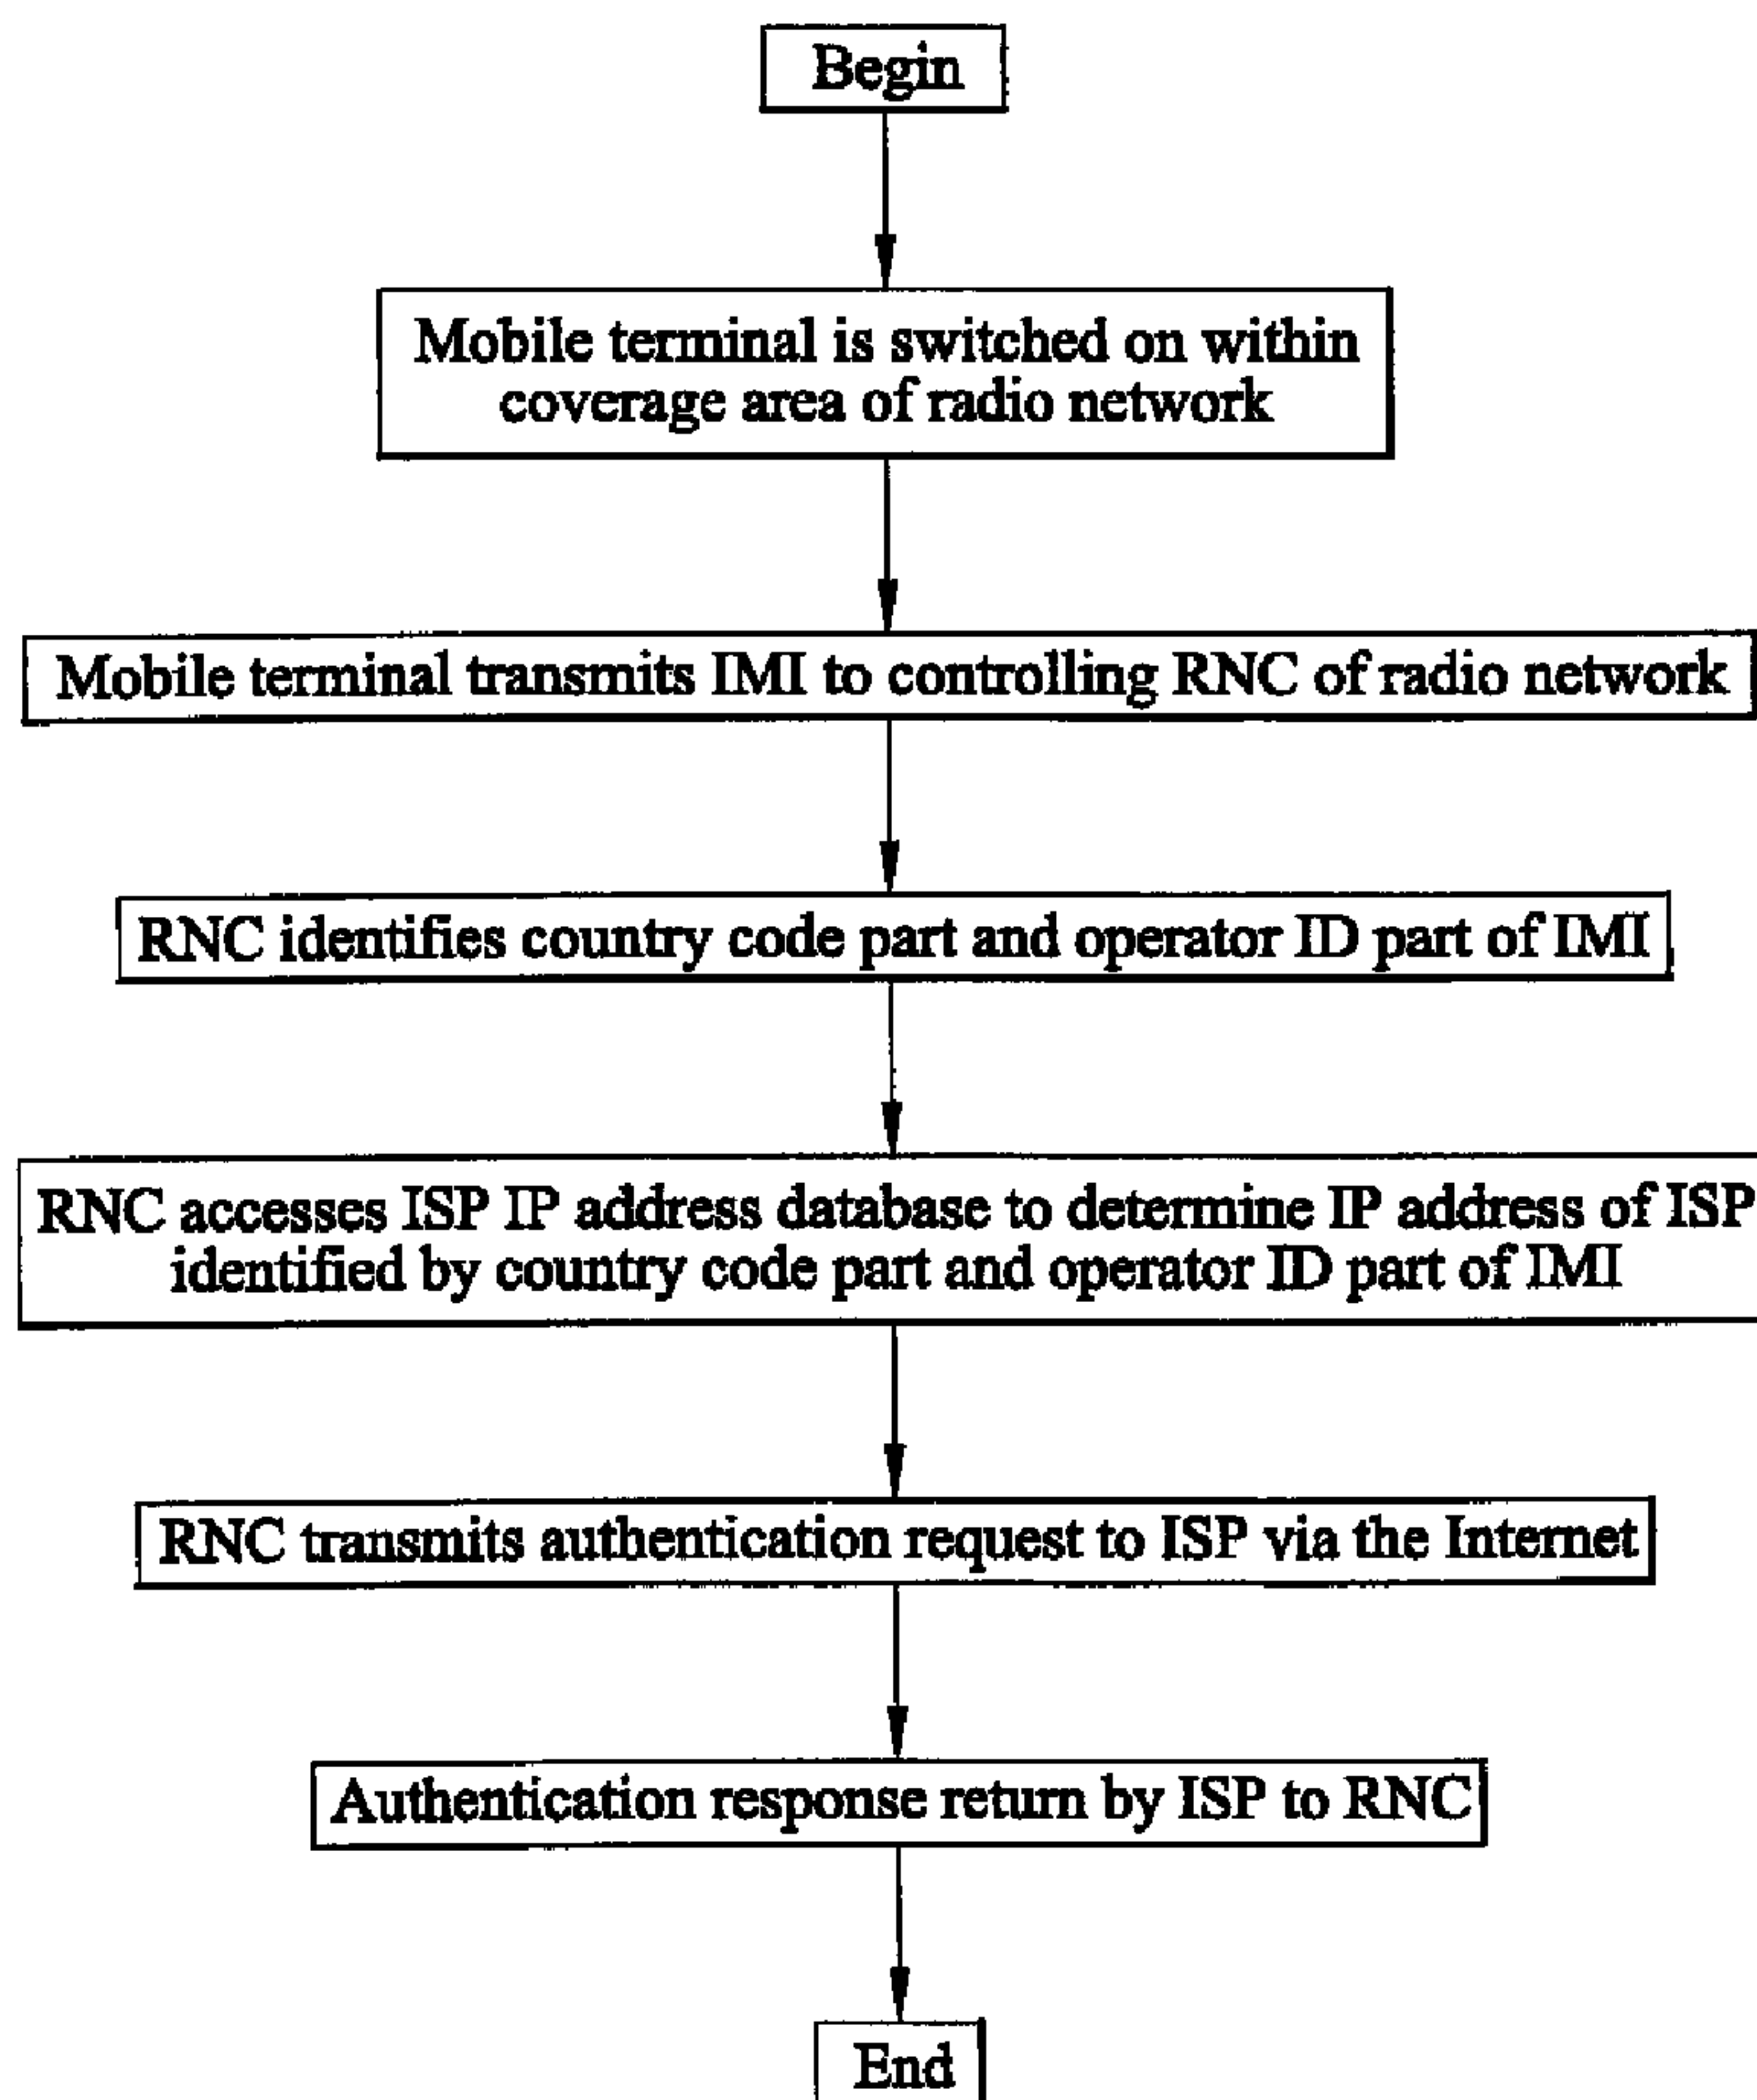 Begin
Mobile terminal is switched on within
coverage area of radio network
Mobile terminal transmits IMI to controlling RNC of radio network
RNC identifies country code part and operator ID part of IMI
RNC accesses ISP IP address database to determine IP address of ISP
identified by country code part and operator ID part of IMI
RNC transmits authentication request to ISP via the Internet
Authentication response return by ISP to RNC
End